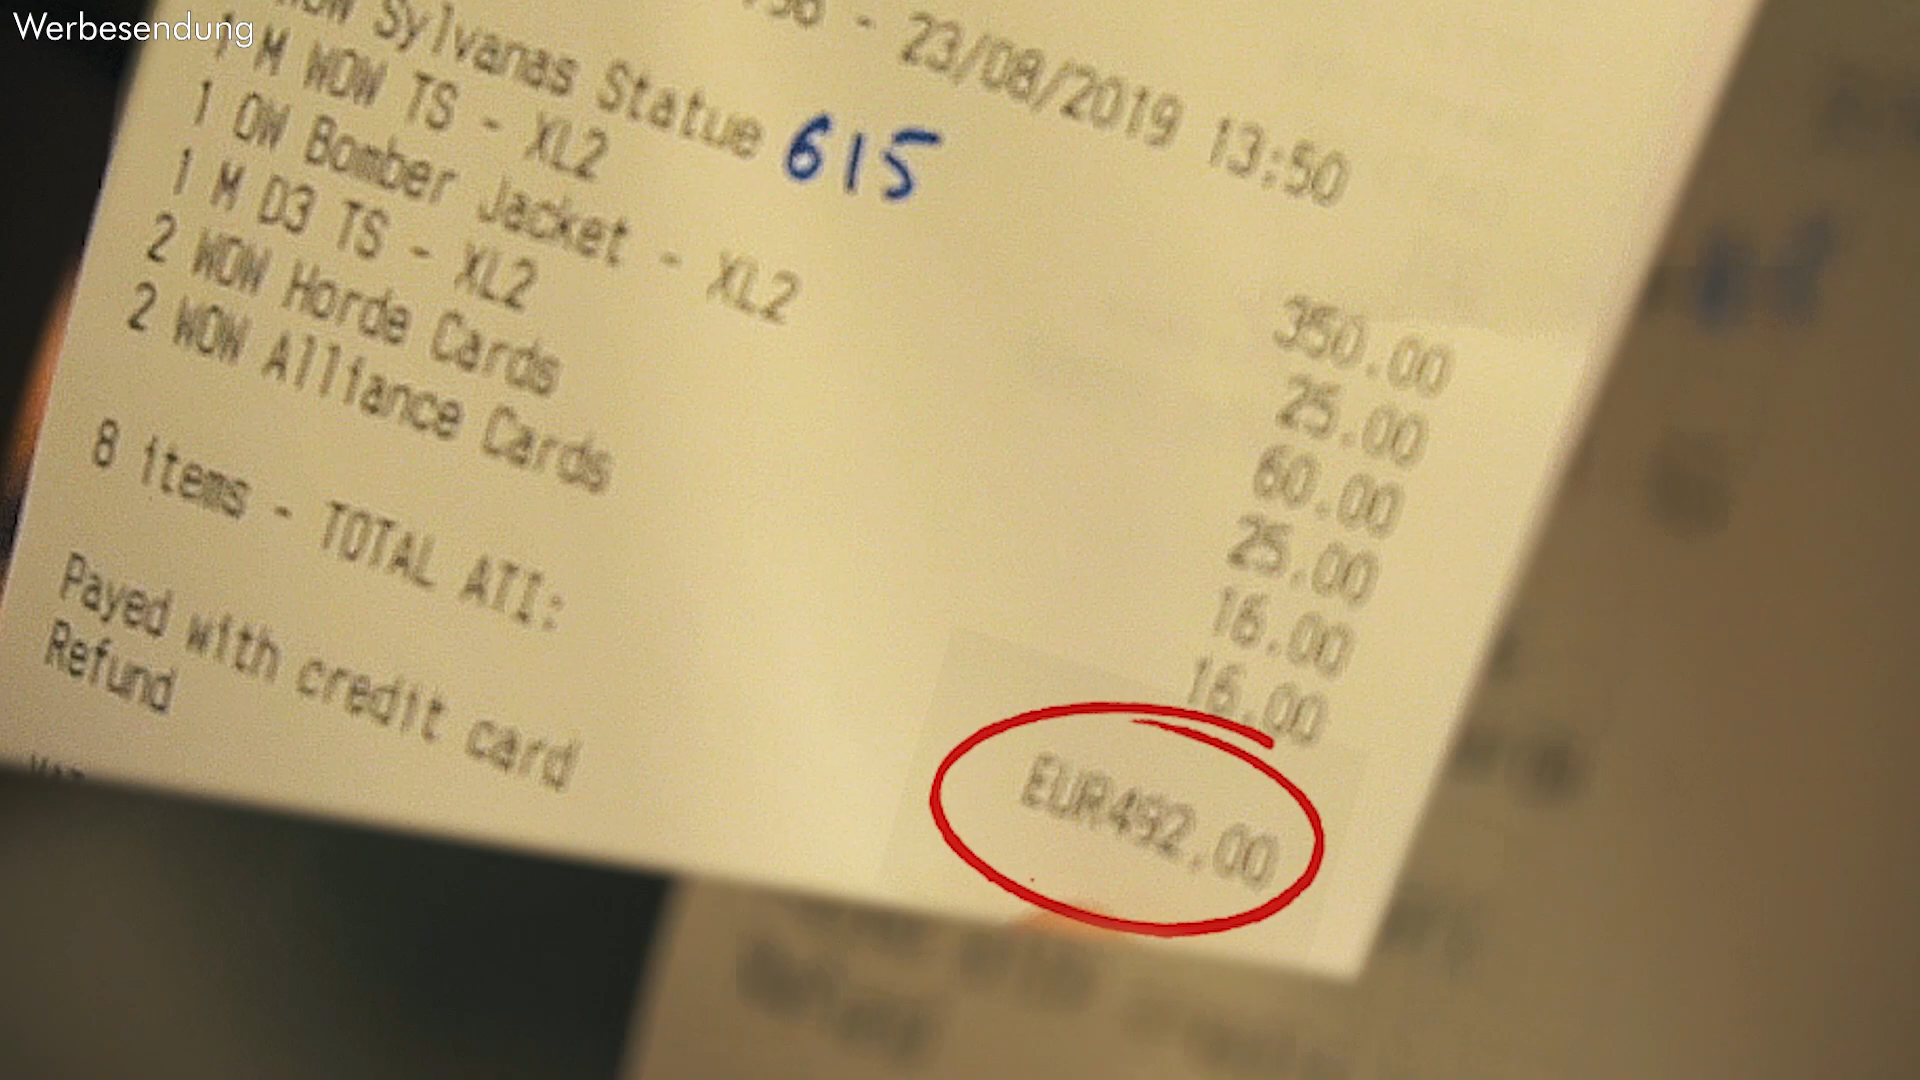 Werbesendung
- 23/08/2019 13:50
WOW Sylvanas Statue 615 350.00
1 M WOW TS - XL2 25.00
1 OW Bomber Jacket - XL2 60.00
1 M D3 TS - XL2 25.00
2 WOW Horde Cards 16.00
2 WOW Alliance Cards 16.00
8 items - TOTAL ATI: EUR492.00
Payed with credit card
Refund